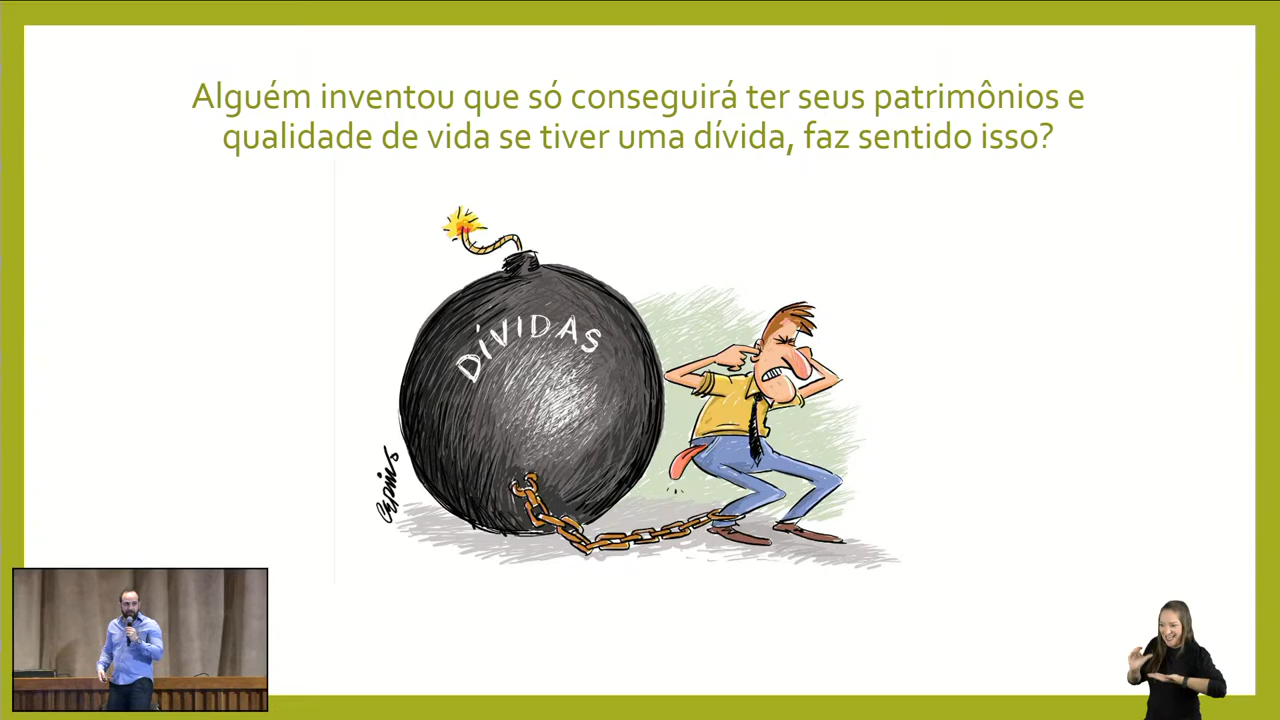 Alguém inventou que só conseguirá ter seus patrimônios e
qualidade de vida se tiver uma dívida, faz sentido isso?
DÍVIDAS